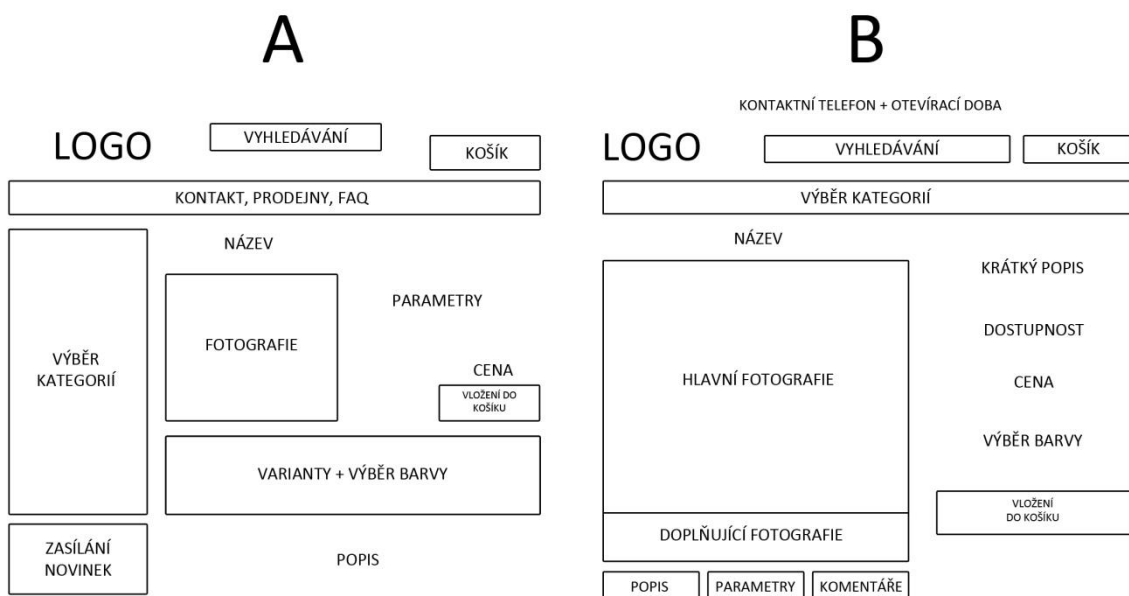 A
LOGO
VYHLEDÁVÁNÍ
KOŠÍK
KONTAKT, PRODEJNY, FAQ
VÝBĚR
KATEGORIÍ
NÁZEV
FOTOGRAFIE
PARAMETRY
CENA
VLOŽENÍ DO
KOŠÍKU
VARIANTY + VÝBĚR BARVY
ZASÍLÁNÍ
NOVINEK
POPIS
B
KONTAKTNÍ TELEFON + OTEVÍRACÍ DOBA
LOGO
VYHLEDÁVÁNÍ
KOŠÍK
VÝBĚR KATEGORIÍ
NÁZEV
HLAVNÍ FOTOGRAFIE
DOPLŇUJÍCÍ FOTOGRAFIE
KRÁTKÝ POPIS
DOSTUPNOST
CENA
VÝBĚR BARVY
VLOŽENÍ
DO KOŠÍKU
POPIS
PARAMETRY
KOMENTÁŘE